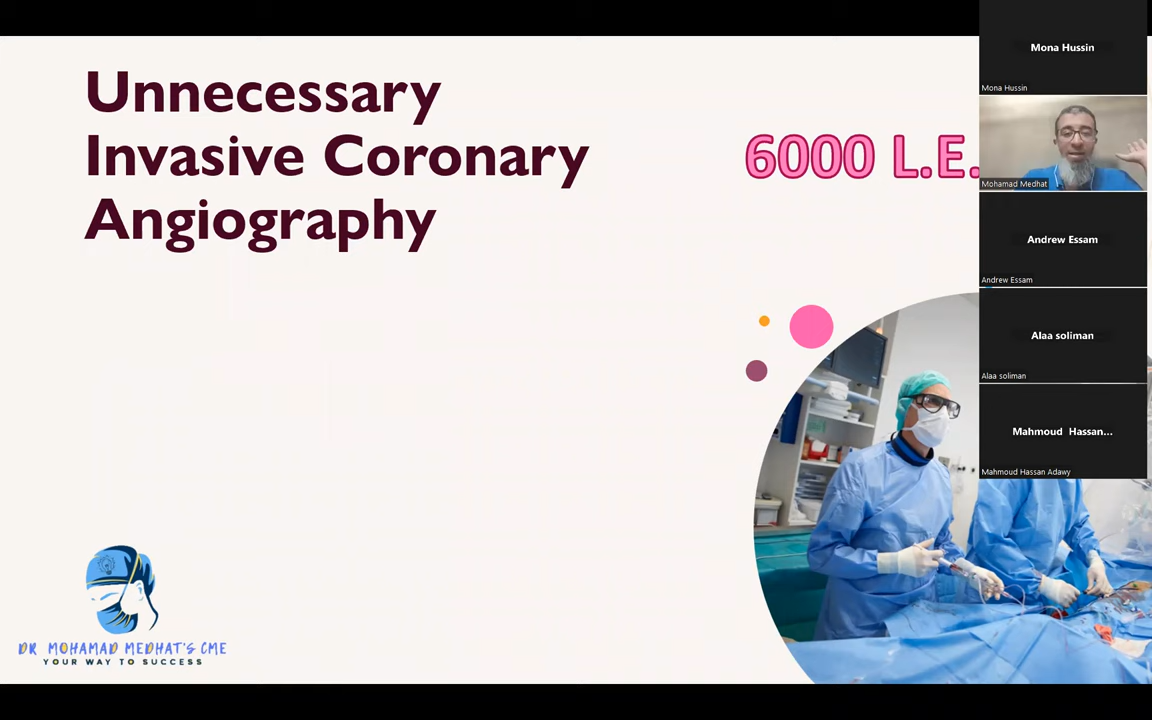 Unnecessary
Invasive Coronary
Angiography
6000 L.E.
Mona Hussin
Mona Hussin
Mohamad Medhat
Andrew Essam
Andrew Essam
Alaa soliman
Alaa soliman
Mahmoud Hassan...
Mahmoud Hassan Adawy
DR MOHAMAD MEDHAT'S CME
YOUR WAY TO SUCCESS